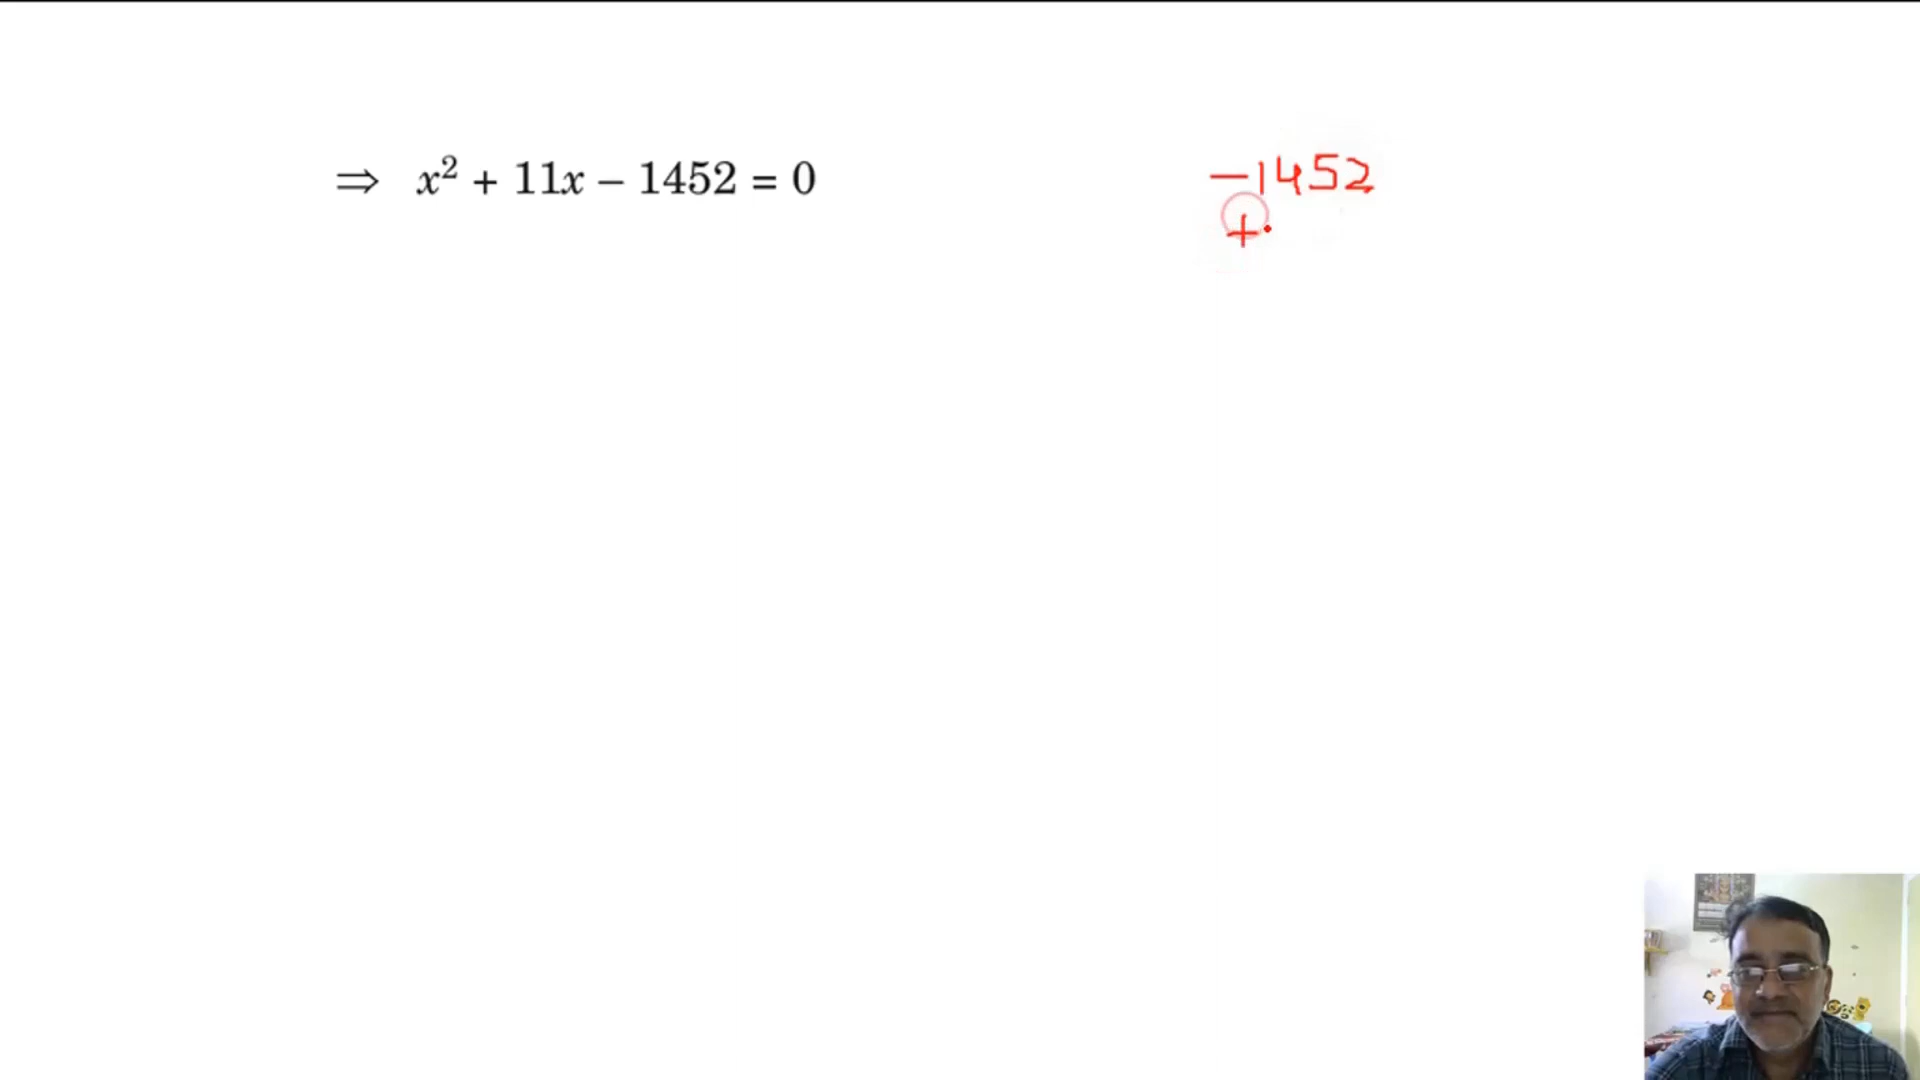 ⇒ x² + 11x – 1452 = 0
–1452
+